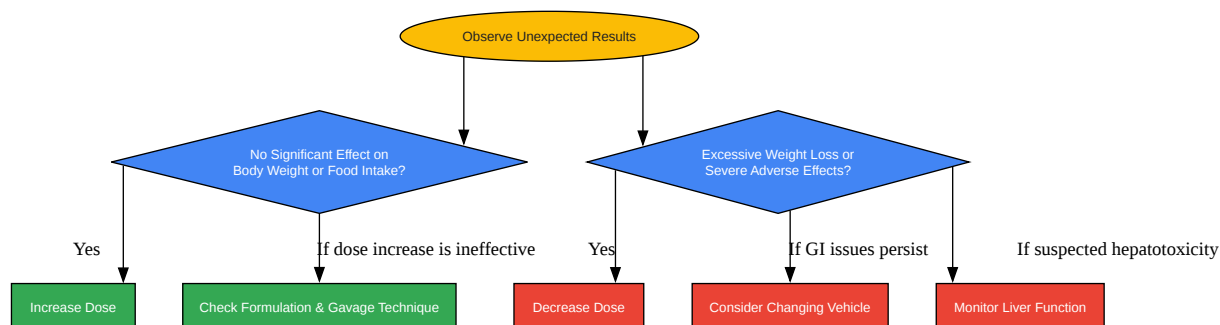 Observe Unexpected Results
No Significant Effect on
Body Weight or Food Intake?
Excessive Weight Loss or
Severe Adverse Effects?
Yes
If dose increase is ineffective
Yes
If GI issues persist
If suspected hepatotoxicity
Increase Dose
Check Formulation & Gavage Technique
Decrease Dose
Consider Changing Vehicle
Monitor Liver Function